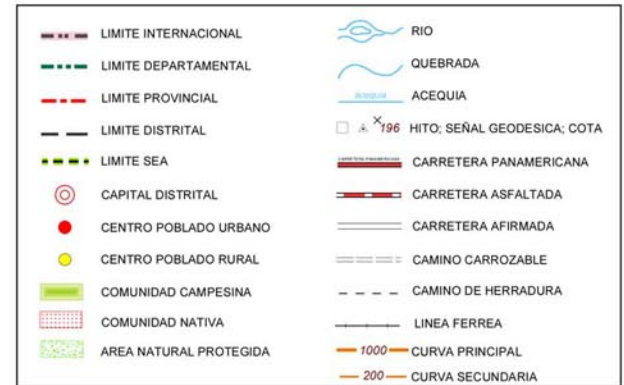 LIMITE INTERNACIONAL
LIMITE DEPARTAMENTAL
LIMITE PROVINCIAL
LIMITE DISTRITAL
LIMITE SEA
CAPITAL DISTRITAL
CENTRO POBLADO URBANO
CENTRO POBLADO RURAL
COMUNIDAD CAMPESINA
COMUNIDAD NATIVA
AREA NATURAL PROTEGIDA
RIO
QUEBRADA
acequia ACEQUIA
196 HITO; SEÑAL GEODESICA; COTA
CARRETERA PANAMERICANA CARRETERA PANAMERICANA
CARRETERA ASFALTADA
CARRETERA AFIRMADA
CAMINO CARROZABLE
CAMINO DE HERRADURA
LINEA FERREA
1000 CURVA PRINCIPAL
200 CURVA SECUNDARIA